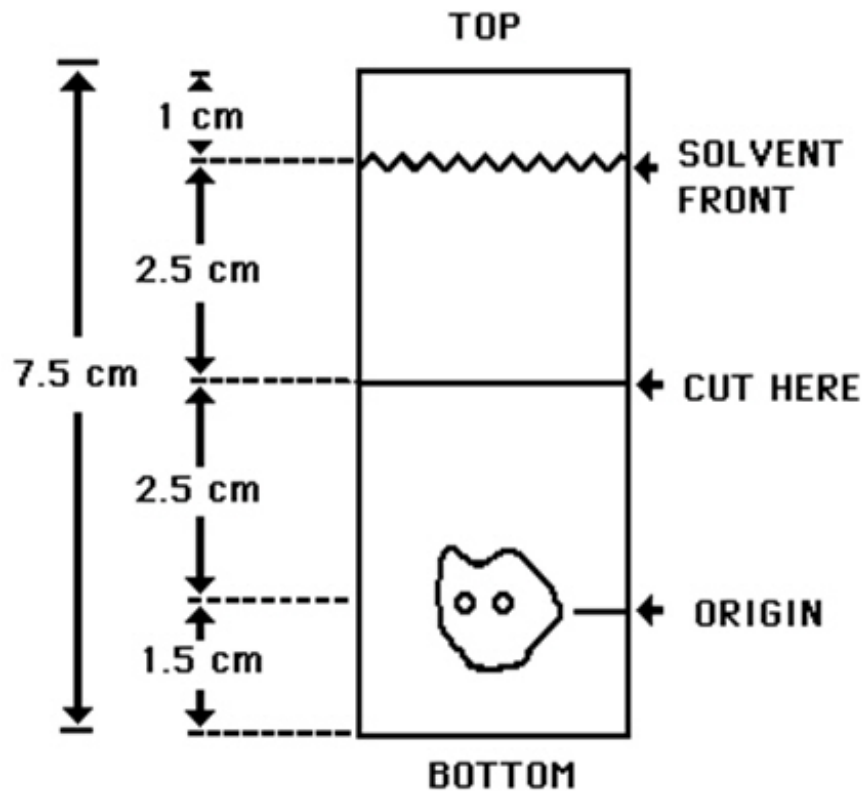 TOP
1 cm
SOLVENT
FRONT
2.5 cm
7.5 cm
CUT HERE
2.5 cm
ORIGIN
1.5 cm
BOTTOM